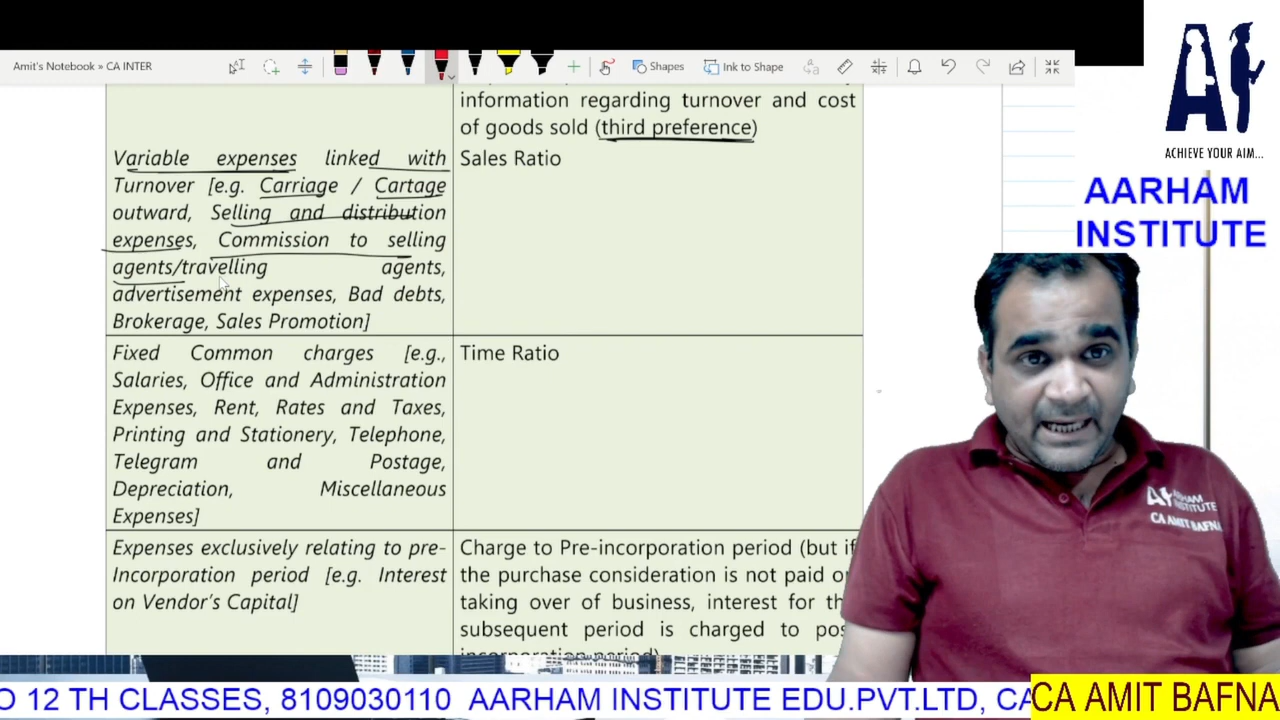 Amit's Notebook » CA INTER
Shapes
Ink to Shape
ACHIEVE YOUR AIM...
AARHAM
INSTITUTE
information regarding turnover and cost
of goods sold (third preference)
Variable expenses linked with
Turnover [e.g. Carriage / Cartage
outward, Selling and distribution
expenses, Commission to selling
agents/travelling agents,
advertisement expenses, Bad debts,
Brokerage, Sales Promotion]
Sales Ratio
Fixed Common charges [e.g.,
Salaries, Office and Administration
Expenses, Rent, Rates and Taxes,
Printing and Stationery, Telephone,
Telegram and Postage,
Depreciation, Miscellaneous
Expenses]
Time Ratio
Expenses exclusively relating to pre-
Incorporation period [e.g. Interest
on Vendor's Capital]
Charge to Pre-incorporation period (but if
the purchase consideration is not paid
taking over of business, interest for
subsequent period is charged to
ARHAM
INSTITUTE
CA AMIT BAFNA
O 12 TH CLASSES, 8109030110 AARHAM INSTITUTE EDU.PVT.LTD, CA
CA AMIT BAFNA